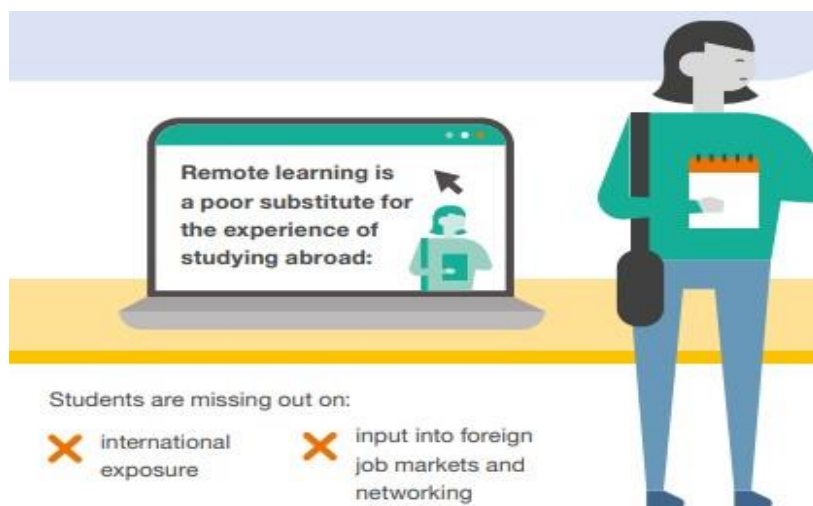 Remote learning is
a poor substitute for
the experience of
studying abroad:
Students are missing out on:
international
exposure
input into foreign
job markets and
networking